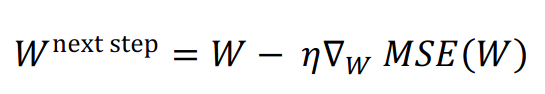 W^next step = W − η∇_W MSE(W)